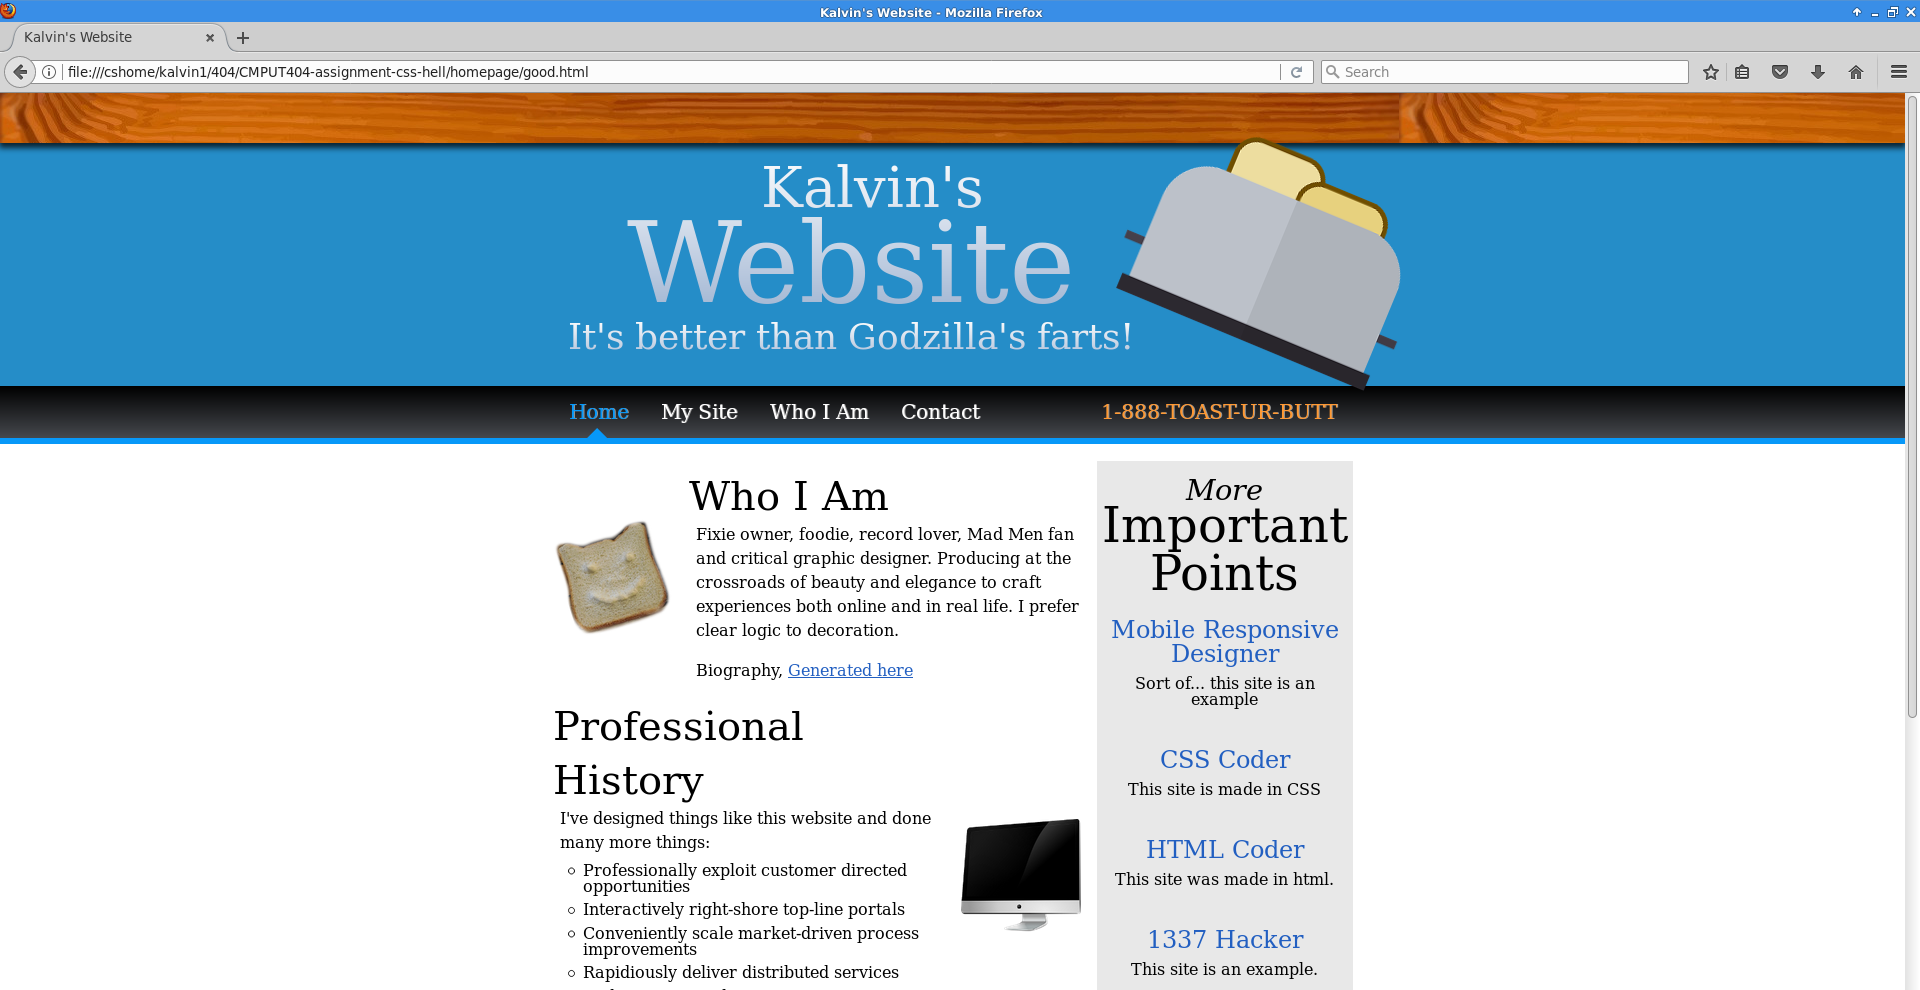 Kalvin's Website - Mozilla Firefox
Kalvin's Website
file:///cshome/kalvin1/404/CMPUT404-assignment-css-hell/homepage/good.html
Search
Kalvin's
Website
It's better than Godzilla's farts!
Home My Site Who I Am Contact 1-888-TOAST-UR-BUTT
Who I Am
Fixie owner, foodie, record lover, Mad Men fan
and critical graphic designer. Producing at the
crossroads of beauty and elegance to craft
experiences both online and in real life. I prefer
clear logic to decoration.
Biography, Generated here
Professional
History
I've designed things like this website and done
many more things:
Professionally exploit customer directed
opportunities
Interactively right-shore top-line portals
Conveniently scale market-driven process
improvements
Rapidiously deliver distributed services
More
Important
Points
Mobile Responsive
Designer
Sort of... this site is an
example
CSS Coder
This site is made in CSS
HTML Coder
This site was made in html.
1337 Hacker
This site is an example.